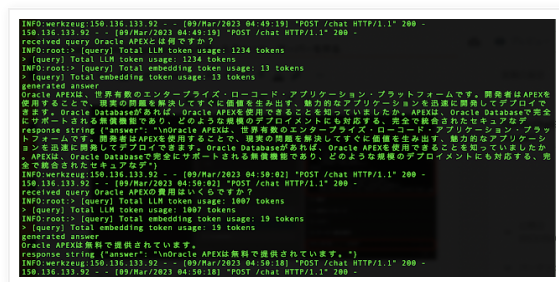 INFO:werkzeug:150.136.133.92 - - [09/Mar/2023 04:49:19] "POST /chat HTTP/1.1" 200 -
150.136.133.92 - - [09/Mar/2023 04:49:19] "POST /chat HTTP/1.1" 200 -
received query Oracle APEXとは何ですか?
INFO:root:> [query] Total LLM token usage: 1234 tokens
> [query] Total LLM token usage: 1234 tokens
INFO:root:> [query] Total embedding token usage: 13 tokens
> [query] Total embedding token usage: 13 tokens
generated answer
Oracle APEXは、世界有数のエンタープライズ・ローコード・アプリケーション・プラットフォームです。開発者はAPEXを
使用することで、現実の問題を解決してすぐに価値を生み出す、魅力的なアプリケーションを迅速に開発してデプロイで
きます。Oracle Databaseがあれば、Oracle APEXを使用できることを知っていましたか。APEXは、Oracle Databaseで完全
にサポートされる無償機能であり、どのような規模のデプロイメントにも対応する、完全で統合されたセキュアなデ
response string {"answer": "\nOracle APEXは、世界有数のエンタープライズ・ローコード・アプリケーション・プラッ
トフォームです。開発者はAPEXを使用することで、現実の問題を解決してすぐに価値を生み出す、魅力的なアプリケーシ
ョンを迅速に開発してデプロイできます。Oracle Databaseがあれば、Oracle APEXを使用できることを知っていましたか
。APEXは、Oracle Databaseで完全にサポートされる無償機能であり、どのような規模のデプロイメントにも対応する、完
全で統合されたセキュアなデ"}
INFO:werkzeug:150.136.133.92 - - [09/Mar/2023 04:50:02] "POST /chat HTTP/1.1" 200 -
150.136.133.92 - - [09/Mar/2023 04:50:02] "POST /chat HTTP/1.1" 200 -
received query Oracle APEXの費用はいくらですか?
INFO:root:> [query] Total LLM token usage: 1007 tokens
> [query] Total LLM token usage: 1007 tokens
INFO:root:> [query] Total embedding token usage: 19 tokens
> [query] Total embedding token usage: 19 tokens
generated answer
Oracle APEXは無料で提供されています。
response string {"answer": "\nOracle APEXは無料で提供されています。"}
INFO:werkzeug:150.136.133.92 - - [09/Mar/2023 04:50:18] "POST /chat HTTP/1.1" 200 -
150.136.133.92 - - [09/Mar/2023 04:50:18] "POST /chat HTTP/1.1" 200 -